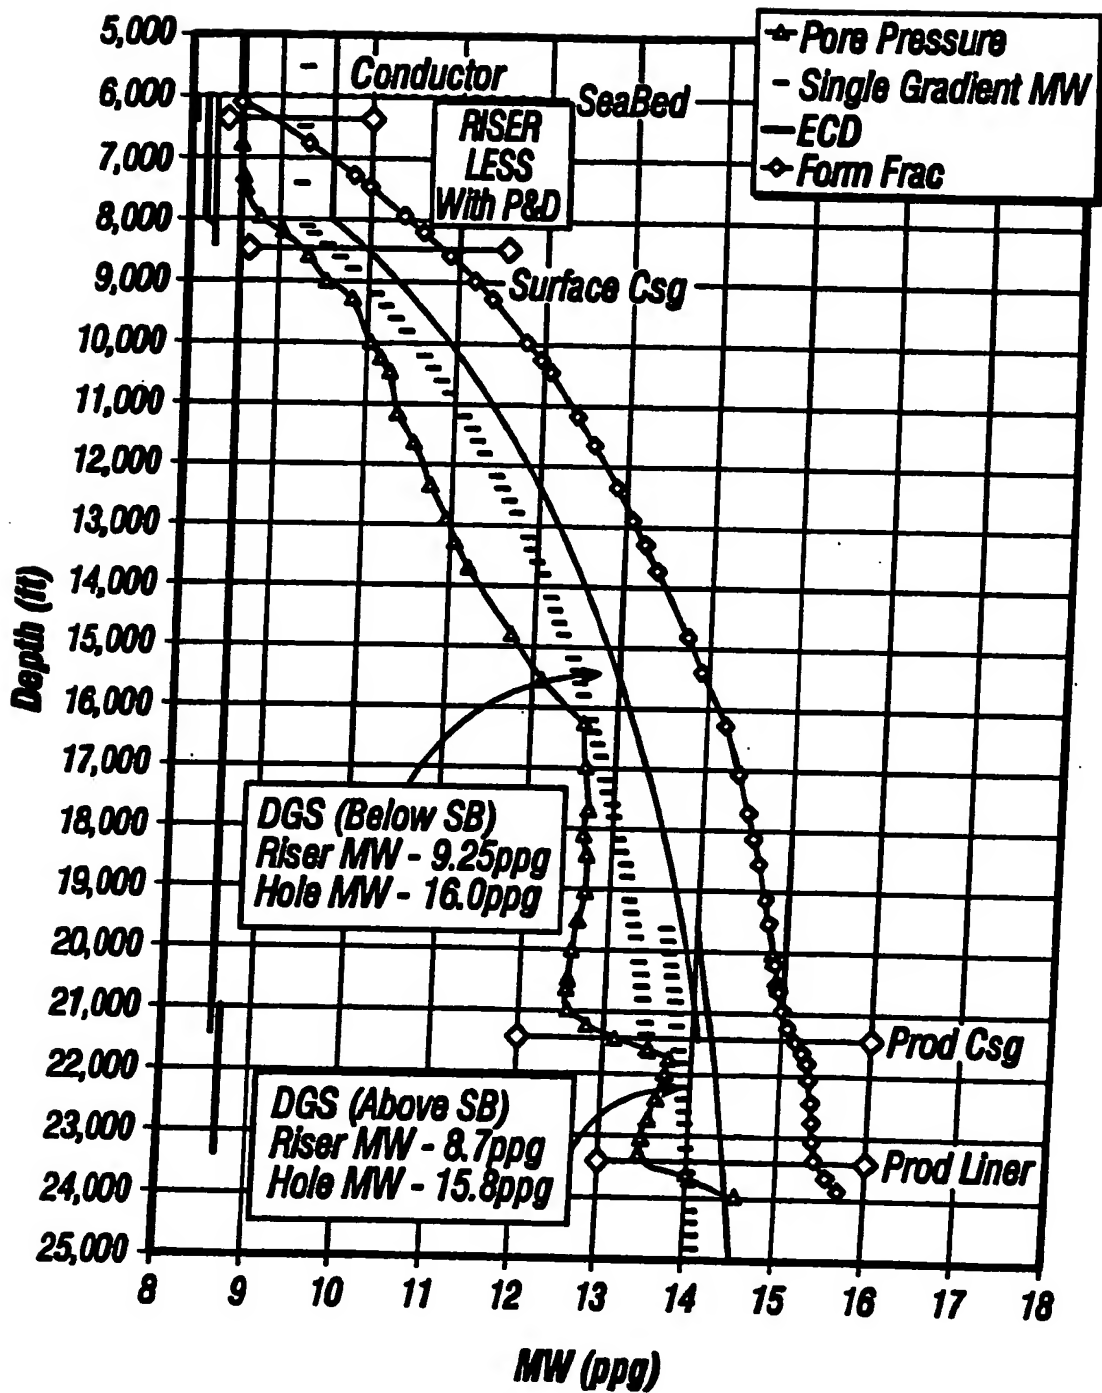 Pore Pressure
Single Gradient MW
ECD
Form Frac
5,000
6,000
7,000
8,000
9,000
10,000
11,000
12,000
13,000
14,000
15,000
16,000
17,000
18,000
19,000
20,000
21,000
22,000
23,000
24,000
25,000
Depth (ft)
Conductor
SeaBed
RISER
LESS
With P&D
Surface Csg
DGS (Below SB)
Riser MW - 9.25ppg
Hole MW - 16.0ppg
Prod Csg
DGS (Above SB)
Riser MW - 8.7ppg
Hole MW - 15.8ppg
Prod Liner
8 9 10 11 12 13 14 15 16 17 18
MW (ppg)